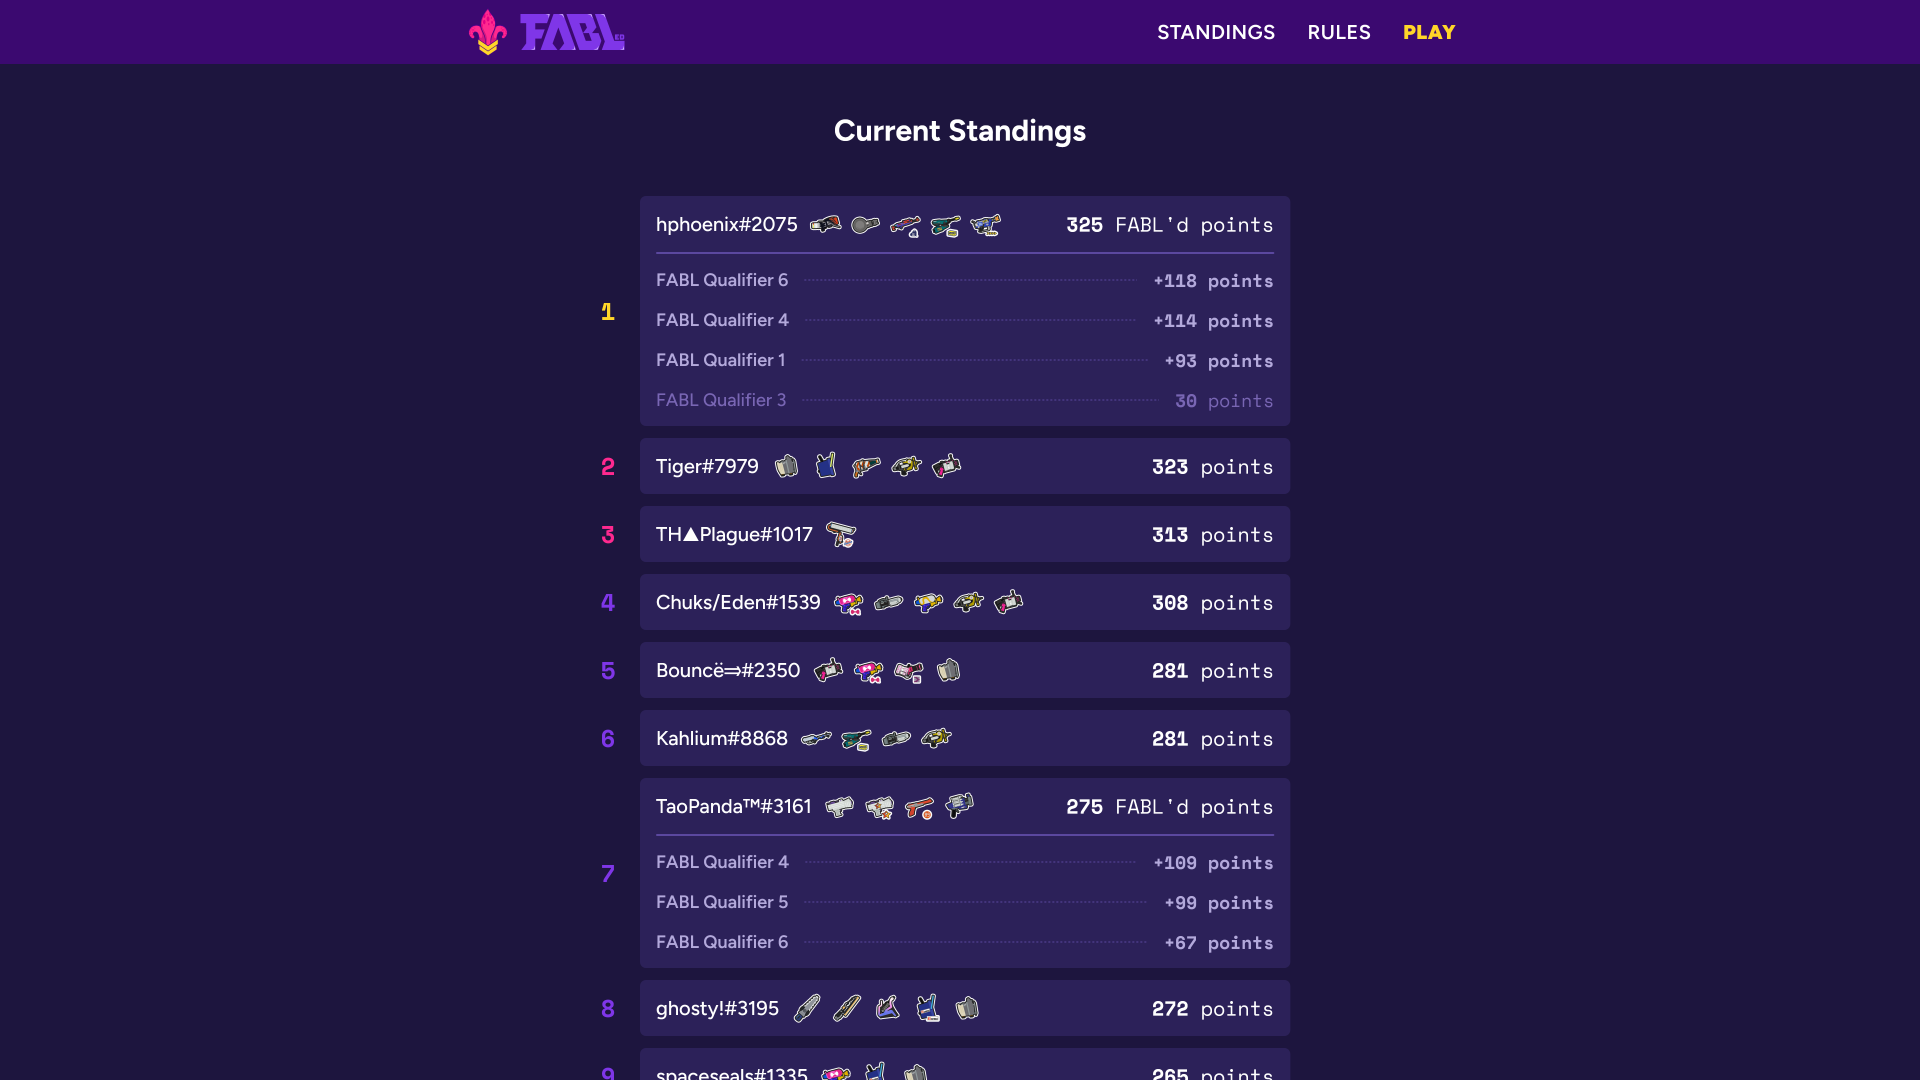 FABL ED
STANDINGS RULES PLAY
Current Standings
1
hphoenix#2075 325 FABL'd points
FABL Qualifier 6 +118 points
FABL Qualifier 4 +114 points
FABL Qualifier 1 +93 points
FABL Qualifier 3 30 points
2 Tiger#7979 323 points
3 TH▲Plague#1017 313 points
4 Chuks/Eden#1539 308 points
5 Bouncë⇒#2350 281 points
6 Kahlium#8868 281 points
7
TaoPanda™#3161 275 FABL'd points
FABL Qualifier 4 +109 points
FABL Qualifier 5 +99 points
FABL Qualifier 6 +67 points
8 ghosty!#3195 272 points
9 spaceseals#1335 265 points